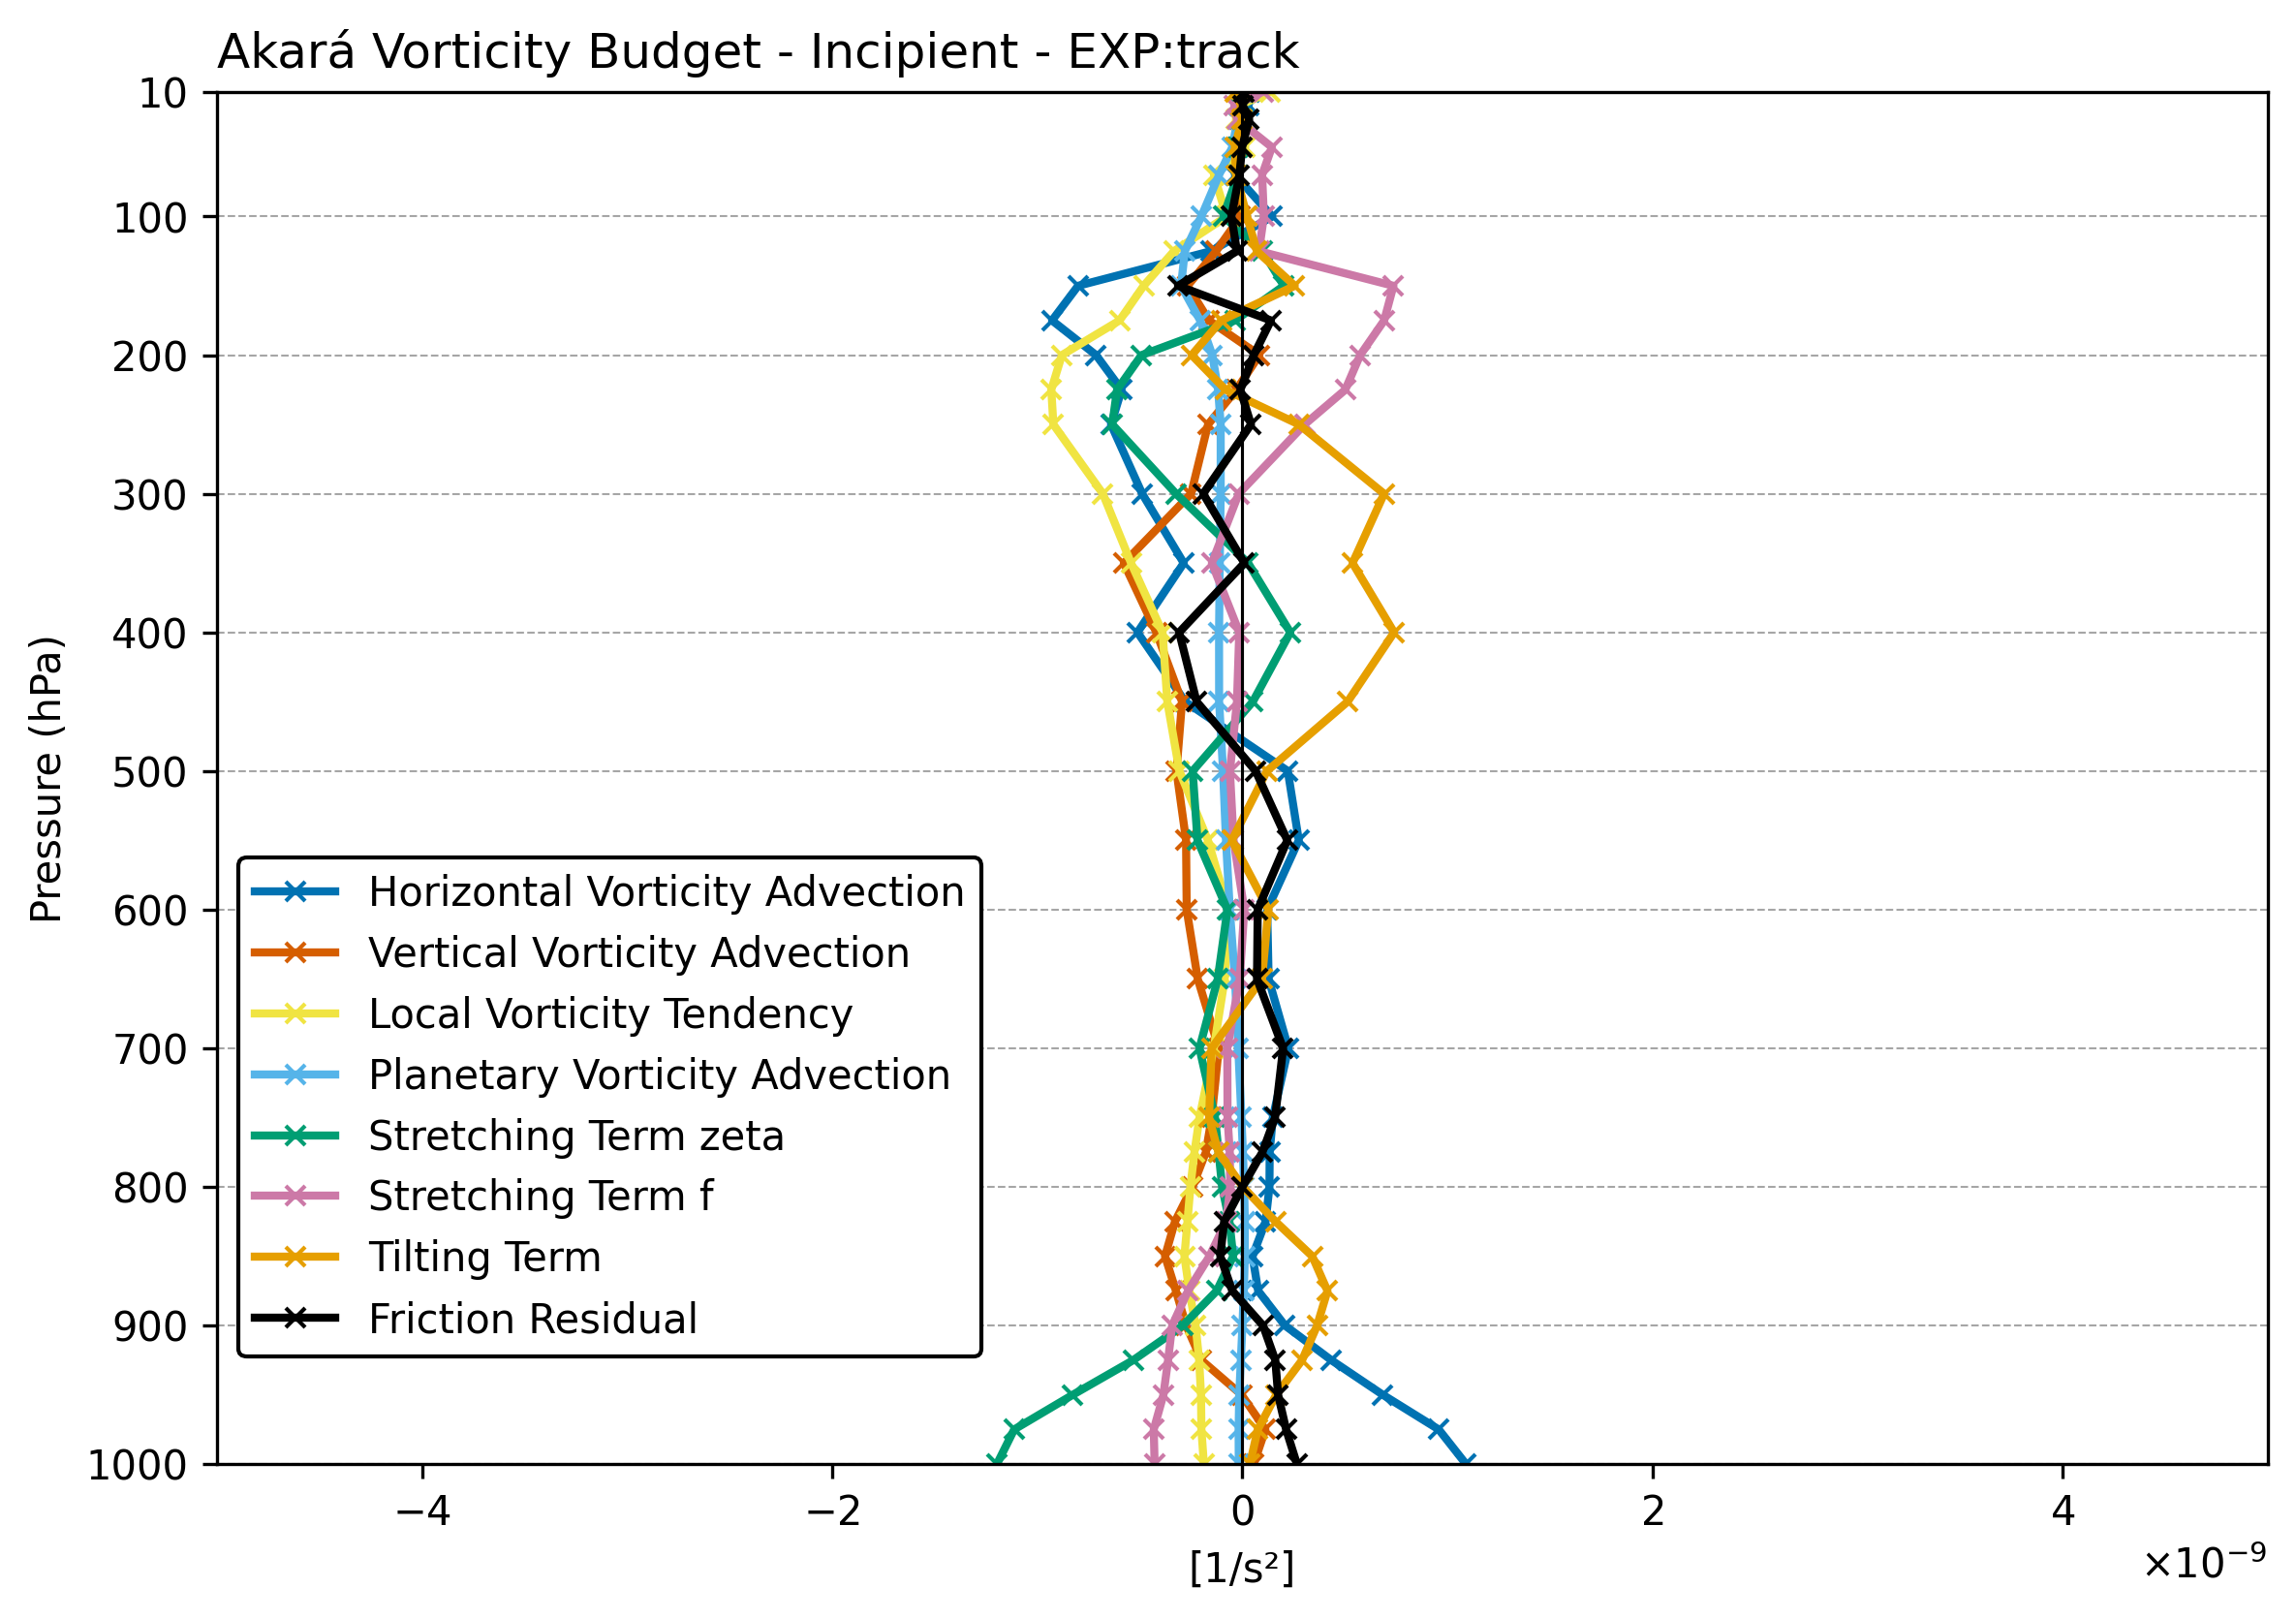 Akará Vorticity Budget - Incipient - EXP:track
10
100
200
300
400
500
600
700
800
900
1000
Pressure (hPa)
Horizontal Vorticity Advection
Vertical Vorticity Advection
Local Vorticity Tendency
Planetary Vorticity Advection
Stretching Term zeta
Stretching Term f
Tilting Term
Friction Residual
−4 −2 0 2 4
[1/s²]
×10⁻⁹